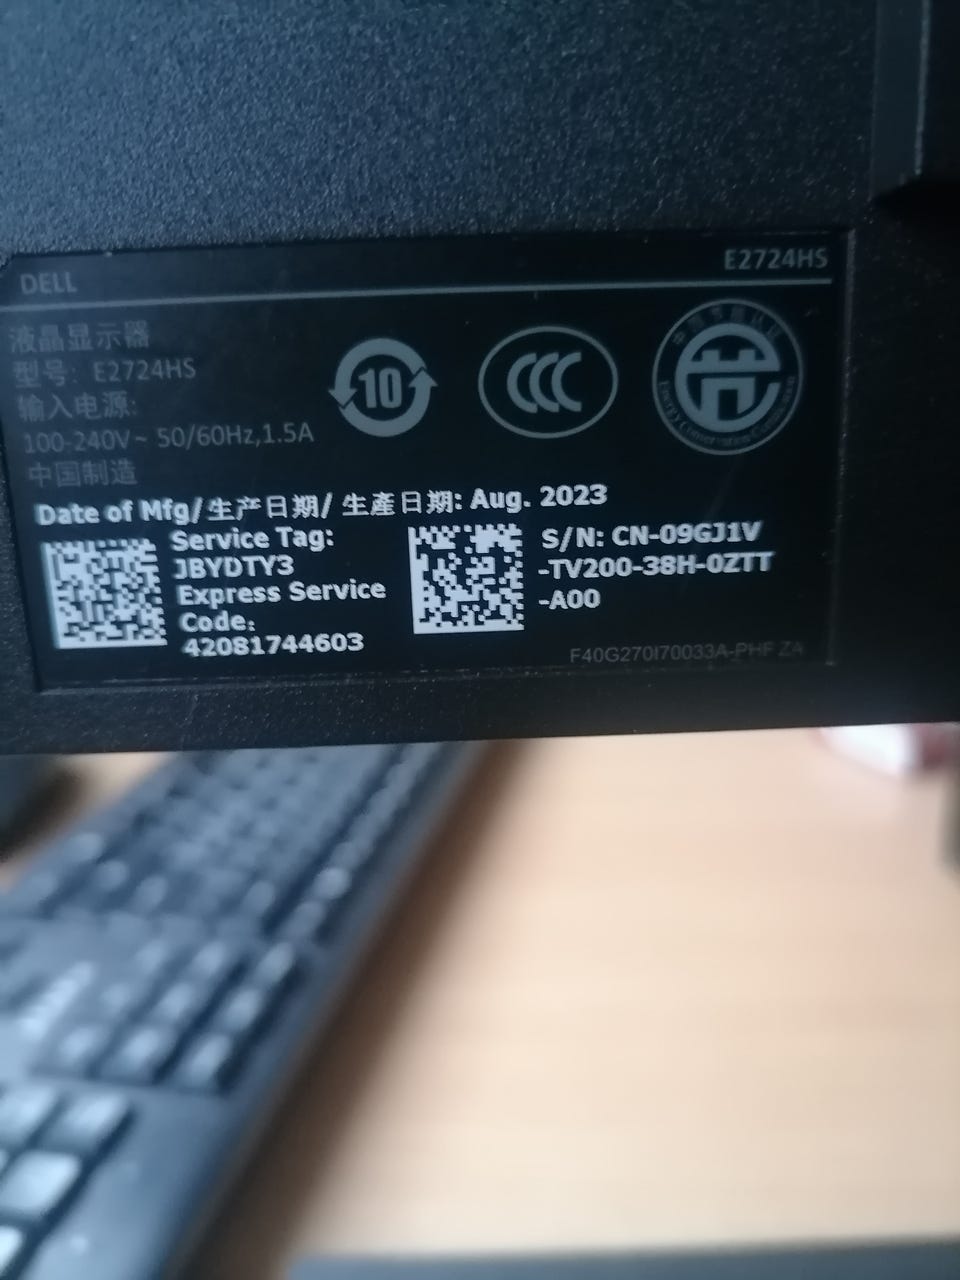 DELL
E2724HS
液晶显示器
型号: E2724HS
输入电源:
100-240V~ 50/60Hz,1.5A
中国制造
10
CCC
Date of Mfg/生产日期/ 生產日期: Aug. 2023
Service Tag:
JBYDTY3
Express Service
Code:
42081744603
S/N: CN-09GJ1V
-TV200-38H-0ZTT
-A00
F40G270I70033A-PHF ZA